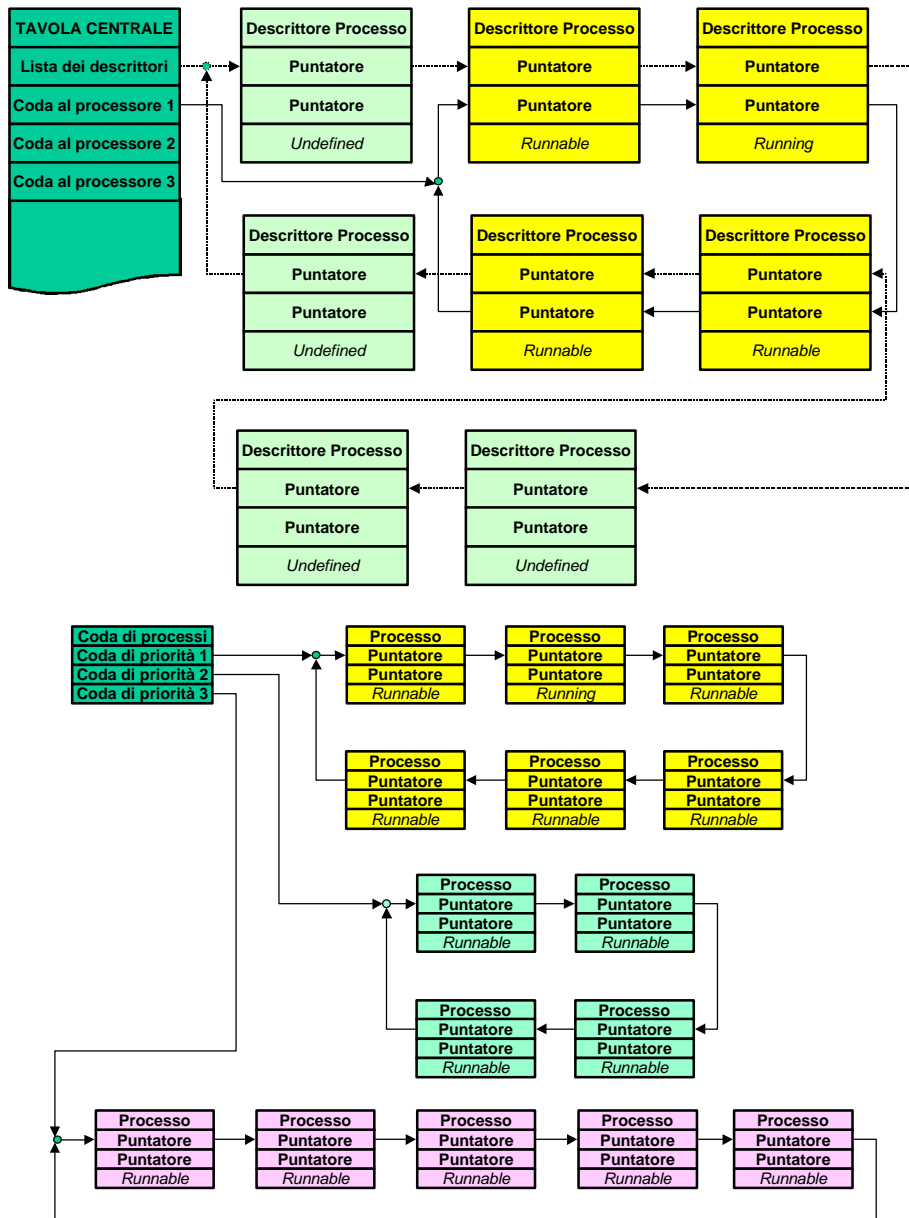 TAVOLA CENTRALE
Lista dei descrittori
Coda al processore 1
Coda al processore 2
Coda al processore 3
Descrittore Processo
Puntatore
Puntatore
Undefined
Descrittore Processo
Puntatore
Puntatore
Runnable
Descrittore Processo
Puntatore
Puntatore
Running
Descrittore Processo
Puntatore
Puntatore
Undefined
Descrittore Processo
Puntatore
Puntatore
Runnable
Descrittore Processo
Puntatore
Puntatore
Runnable
Descrittore Processo
Puntatore
Puntatore
Undefined
Descrittore Processo
Puntatore
Puntatore
Undefined
Coda di processi
Coda di priorità 1
Coda di priorità 2
Coda di priorità 3
Processo
Puntatore
Puntatore
Runnable
Processo
Puntatore
Puntatore
Running
Processo
Puntatore
Puntatore
Runnable
Processo
Puntatore
Puntatore
Runnable
Processo
Puntatore
Puntatore
Runnable
Processo
Puntatore
Puntatore
Runnable
Processo
Puntatore
Puntatore
Runnable
Processo
Puntatore
Puntatore
Runnable
Processo
Puntatore
Puntatore
Runnable
Processo
Puntatore
Puntatore
Runnable
Processo
Puntatore
Puntatore
Runnable
Processo
Puntatore
Puntatore
Runnable
Processo
Puntatore
Puntatore
Runnable
Processo
Puntatore
Puntatore
Runnable
Processo
Puntatore
Puntatore
Runnable